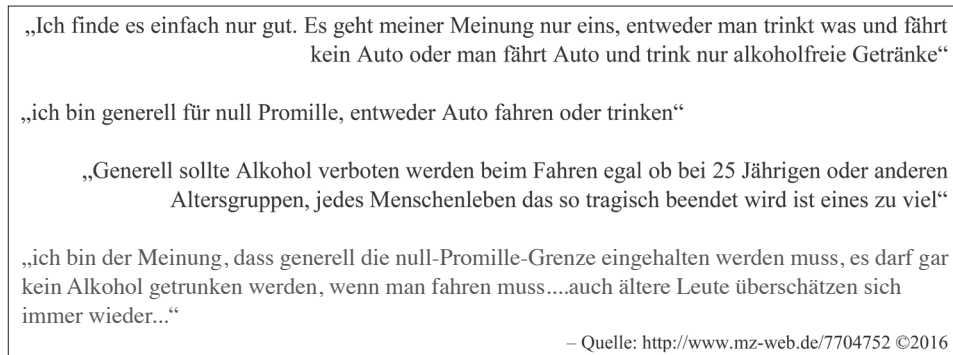 „Ich finde es einfach nur gut. Es geht meiner Meinung nur eins, entweder man trinkt was und fährt
kein Auto oder man fährt Auto und trink nur alkoholfreie Getränke“
„ich bin generell für null Promille, entweder Auto fahren oder trinken“
„Generell sollte Alkohol verboten werden beim Fahren egal ob bei 25 Jährigen oder anderen
Altersgruppen, jedes Menschenleben das so tragisch beendet wird ist eines zu viel“
„ich bin der Meinung, dass generell die null-Promille-Grenze eingehalten werden muss, es darf gar
kein Alkohol getrunken werden, wenn man fahren muss....auch ältere Leute überschätzen sich
immer wieder...“
– Quelle: http://www.mz-web.de/7704752 ©2016